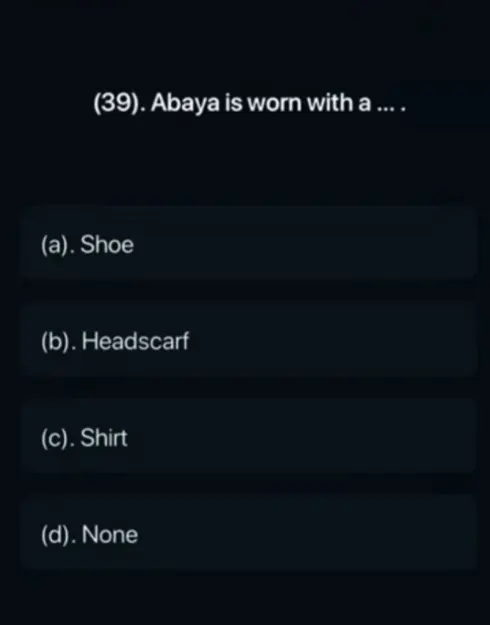 (39). Abaya is worn with a ... .
(a). Shoe
(b). Headscarf
(c). Shirt
(d). None